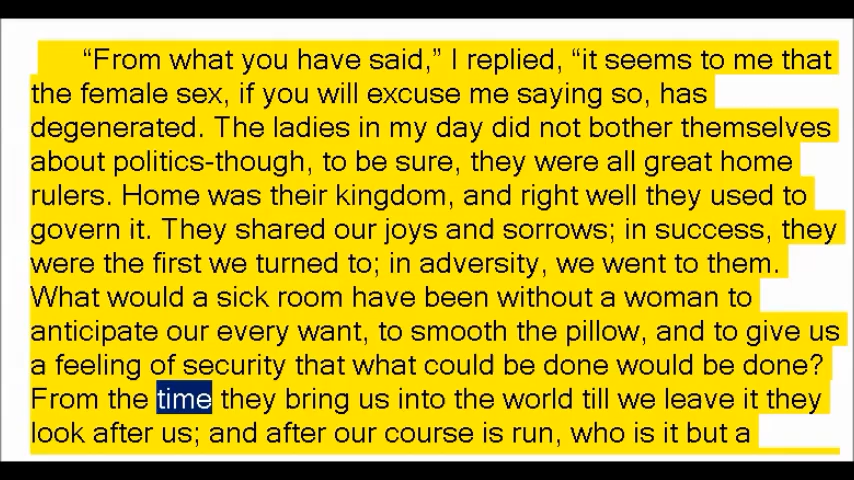 “From what you have said,” I replied, “it seems to me that
the female sex, if you will excuse me saying so, has
degenerated. The ladies in my day did not bother themselves
about politics-though, to be sure, they were all great home
rulers. Home was their kingdom, and right well they used to
govern it. They shared our joys and sorrows; in success, they
were the first we turned to; in adversity, we went to them.
What would a sick room have been without a woman to
anticipate our every want, to smooth the pillow, and to give us
a feeling of security that what could be done would be done?
From the time they bring us into the world till we leave it they
look after us; and after our course is run, who is it but a